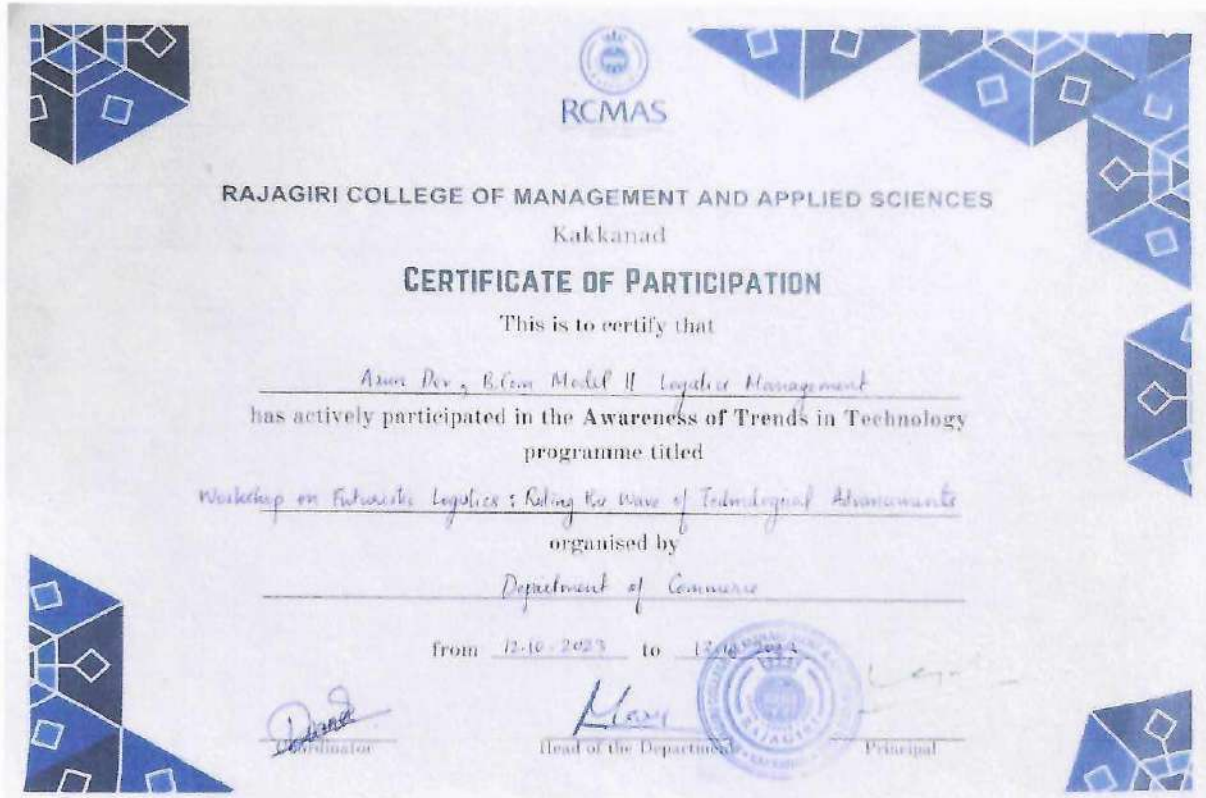 RCMAS
RAJAGIRI COLLEGE OF MANAGEMENT AND APPLIED SCIENCES
Kakkanad
CERTIFICATE OF PARTICIPATION
This is to certify that
B.Com Model II Logistics Management
has actively participated in the Awareness of Trends in Technology
programme titled
Workshop on Futuristic Logistics : Riding the Wave of Technological Advancements
organised by
Department of Commerce
from 12-10-2023 to
Coordinator Head of the Department Principal
RAJAGIRI